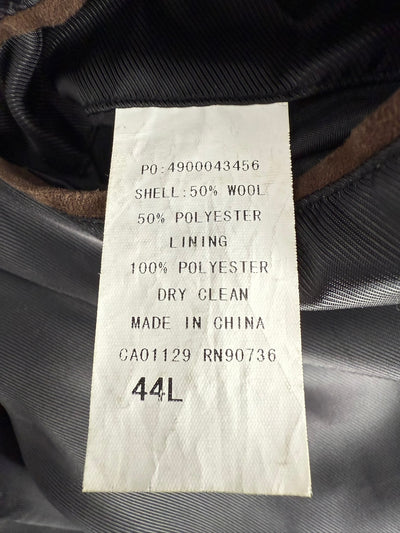 PO:4900043456
SHELL:50% WOOL
50% POLYESTER
LINING
100% POLYESTER
DRY CLEAN
MADE IN CHINA
CA01129 RN90736
44L